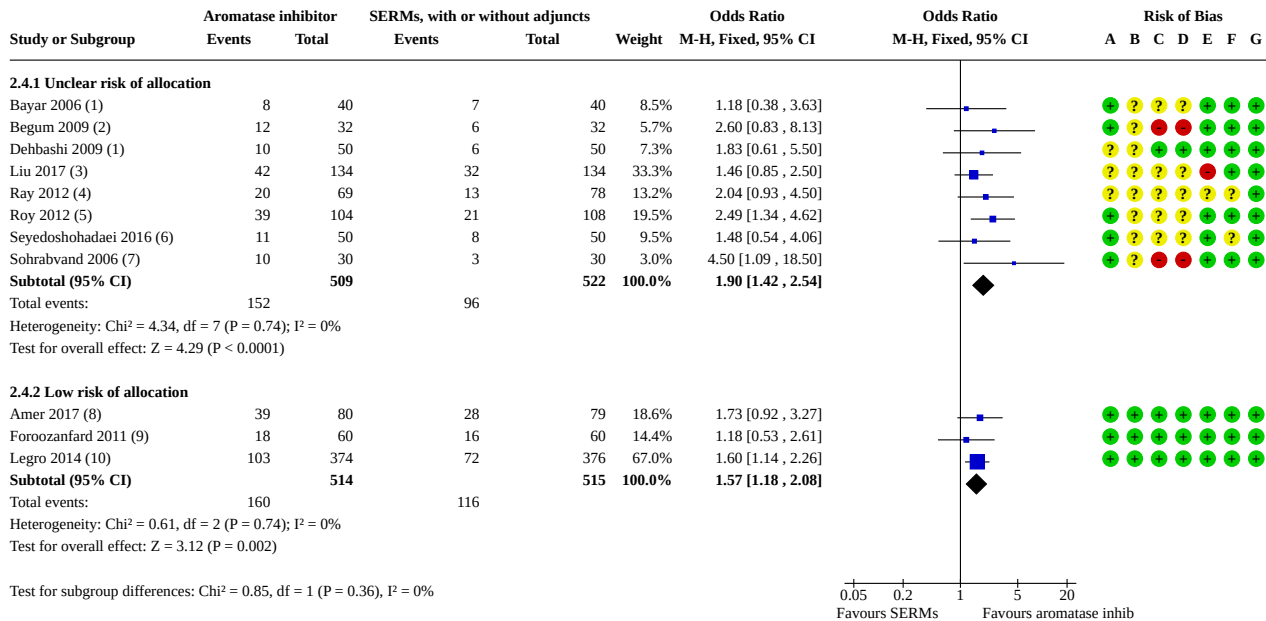 Aromatase inhibitor SERMs, with or without adjuncts Odds Ratio Odds Ratio Risk of Bias
Study or Subgroup Events Total Events Total Weight M-H, Fixed, 95% CI M-H, Fixed, 95% CI A B C D E F G
2.4.1 Unclear risk of allocation
Bayar 2006 (1) 8 40 7 40 8.5% 1.18 [0.38 , 3.63] + ? ? ? + + +
Begum 2009 (2) 12 32 6 32 5.7% 2.60 [0.83 , 8.13] + ? - - + + +
Dehbashi 2009 (1) 10 50 6 50 7.3% 1.83 [0.61 , 5.50] ? ? + + + + +
Liu 2017 (3) 42 134 32 134 33.3% 1.46 [0.85 , 2.50] ? ? ? ? - + +
Ray 2012 (4) 20 69 13 78 13.2% 2.04 [0.93 , 4.50] ? ? ? ? ? ? +
Roy 2012 (5) 39 104 21 108 19.5% 2.49 [1.34 , 4.62] + ? ? ? + + +
Seyedoshohadaei 2016 (6) 11 50 8 50 9.5% 1.48 [0.54 , 4.06] + ? ? ? + ? +
Sohrabvand 2006 (7) 10 30 3 30 3.0% 4.50 [1.09 , 18.50] + ? - - + + +
Subtotal (95% CI) 509 522 100.0% 1.90 [1.42 , 2.54]
Total events: 152 96
Heterogeneity: Chi² = 4.34, df = 7 (P = 0.74); I² = 0%
Test for overall effect: Z = 4.29 (P < 0.0001)
2.4.2 Low risk of allocation
Amer 2017 (8) 39 80 28 79 18.6% 1.73 [0.92 , 3.27] + + + + + + +
Foroozanfard 2011 (9) 18 60 16 60 14.4% 1.18 [0.53 , 2.61] + + + + + + +
Legro 2014 (10) 103 374 72 376 67.0% 1.60 [1.14 , 2.26] + + + + + + +
Subtotal (95% CI) 514 515 100.0% 1.57 [1.18 , 2.08]
Total events: 160 116
Heterogeneity: Chi² = 0.61, df = 2 (P = 0.74); I² = 0%
Test for overall effect: Z = 3.12 (P = 0.002)
Test for subgroup differences: Chi² = 0.85, df = 1 (P = 0.36), I² = 0%
0.05 0.2 1 5 20
Favours SERMs Favours aromatase inhib